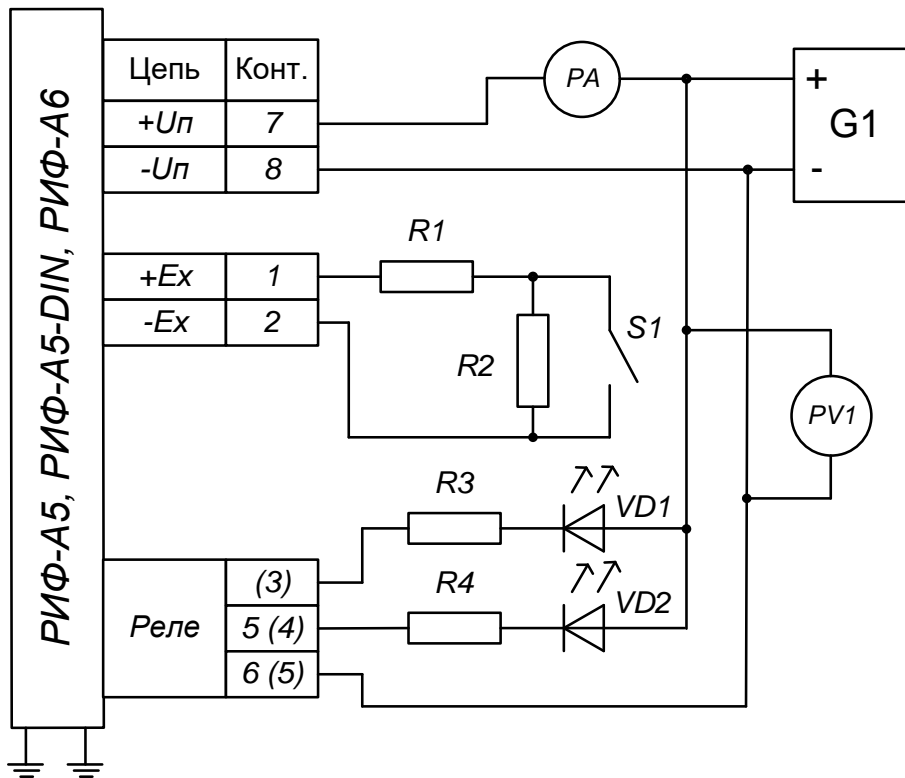 РИФ-А5, РИФ-А5-DIN, РИФ-А6
Цепь Конт.
+Uп 7
-Uп 8
PA
+
G1
-
+Ex 1
-Ex 2
R1
R2
S1
PV1
R3
VD1
R4
VD2
Реле
(3)
5 (4)
6 (5)